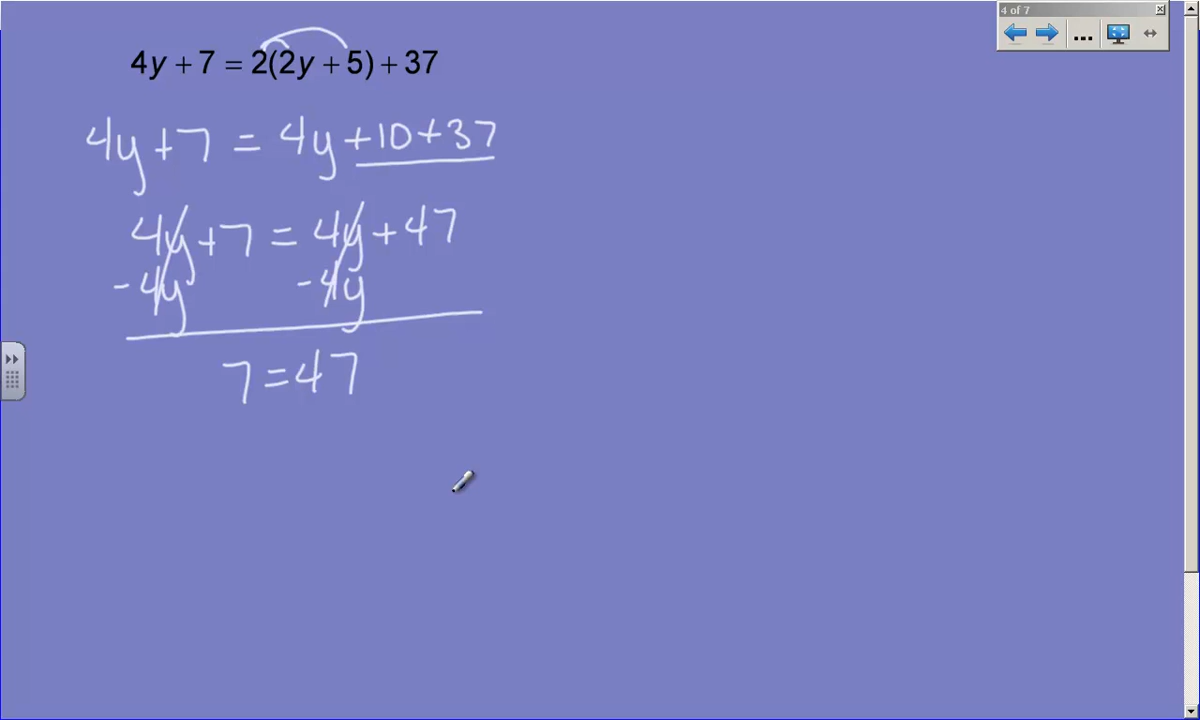 4 of 7
4y + 7 = 2(2y + 5) + 37
4y + 7 = 4y + 10 + 37
4y + 7 = 4y + 47
- 4y - 4y
7 = 47